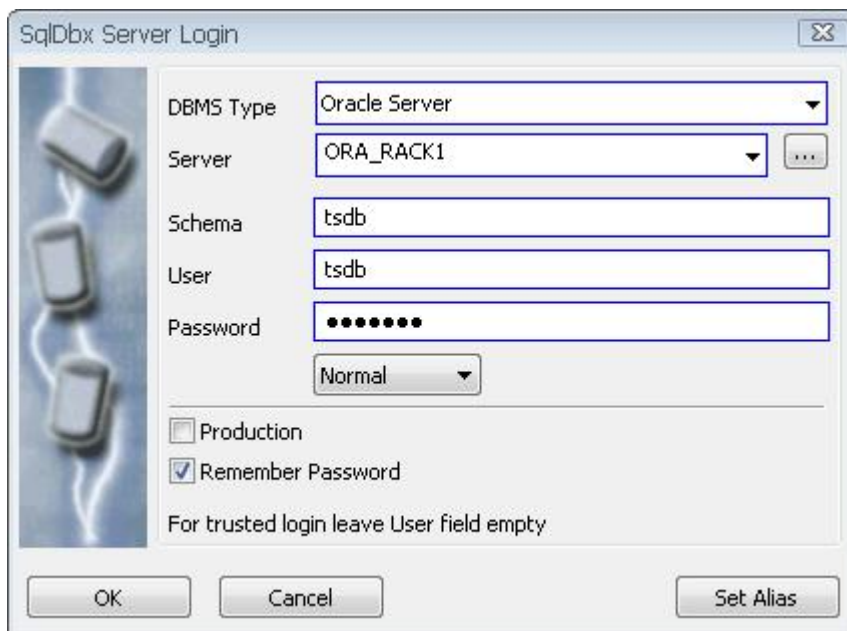 SqlDbx Server Login
DBMS Type Oracle Server
Server ORA_RACK1 ...
Schema tsdb
User tsdb
Password •••••••
Normal
Production
Remember Password
For trusted login leave User field empty
OK Cancel Set Alias